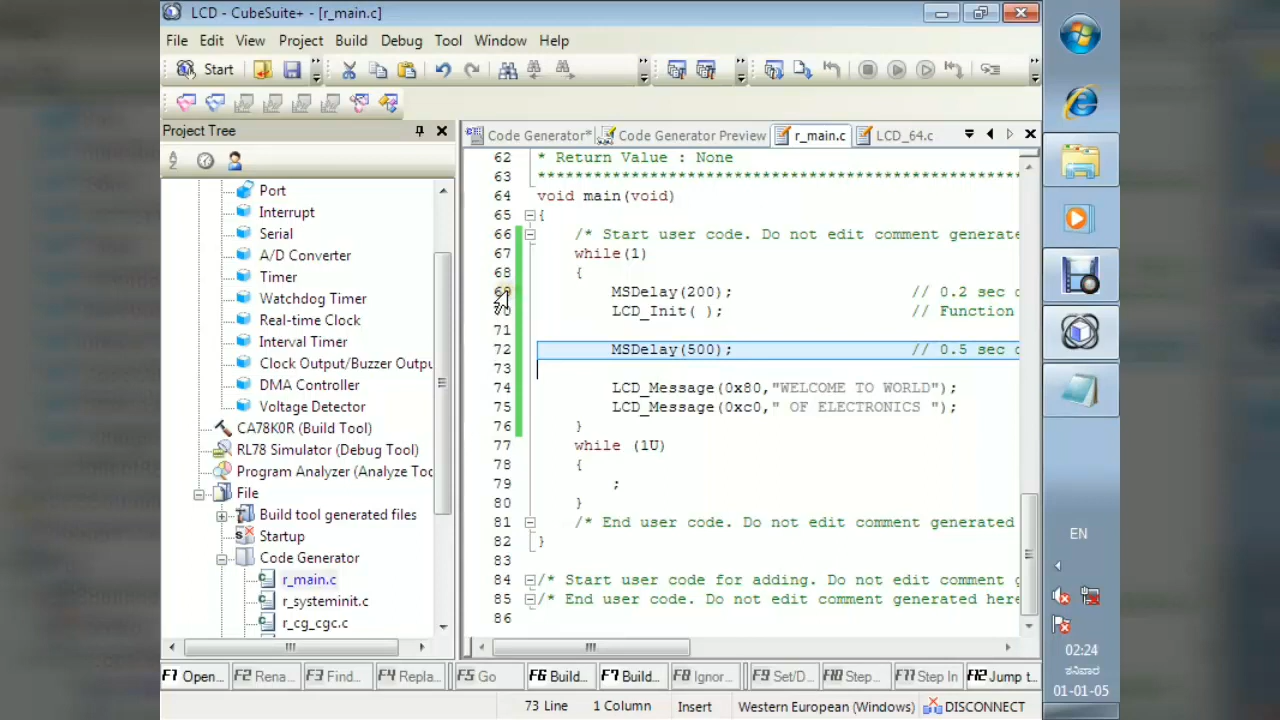 LCD - CubeSuite+ - [r_main.c]
File Edit View Project Build Debug Tool Window Help
Start
Project Tree
Code Generator* Code Generator Preview r_main.c LCD_64.c
Port
Interrupt
Serial
A/D Converter
Timer
Watchdog Timer
Real-time Clock
Interval Timer
Clock Output/Buzzer Outpu
DMA Controller
Voltage Detector
CA78K0R (Build Tool)
RL78 Simulator (Debug Tool)
Program Analyzer (Analyze Too
File
Build tool generated files
Startup
Code Generator
r_main.c
r_systeminit.c
r_cg_cgc.c
62 * Return Value : None
63 ****************************************************
64 void main(void)
65 {
66 /* Start user code. Do not edit comment generate
67 while(1)
68 {
69 MSDelay(200); // 0.2 sec
70 LCD_Init( ); // Function
71
72 MSDelay(500); // 0.5 sec
73
74 LCD_Message(0x80,"WELCOME TO WORLD");
75 LCD_Message(0xc0," OF ELECTRONICS ");
76 }
77 while (1U)
78 {
79 ;
80 }
81 /* End user code. Do not edit comment generated
82 }
83
84 /* Start user code for adding. Do not edit comment g
85 /* End user code. Do not edit comment generated here
86
F1 Open... F2 Rena... F3 Find... F4 Repla... F5 Go F6 Build... F7 Build... F8 Ignor... F9 Set/D... F10 Step... F11 Step In F12 Jump t...
73 Line 1 Column Insert Western European (Windows) DISCONNECT
EN
02:24
ಶನಿವಾರ
01-01-05